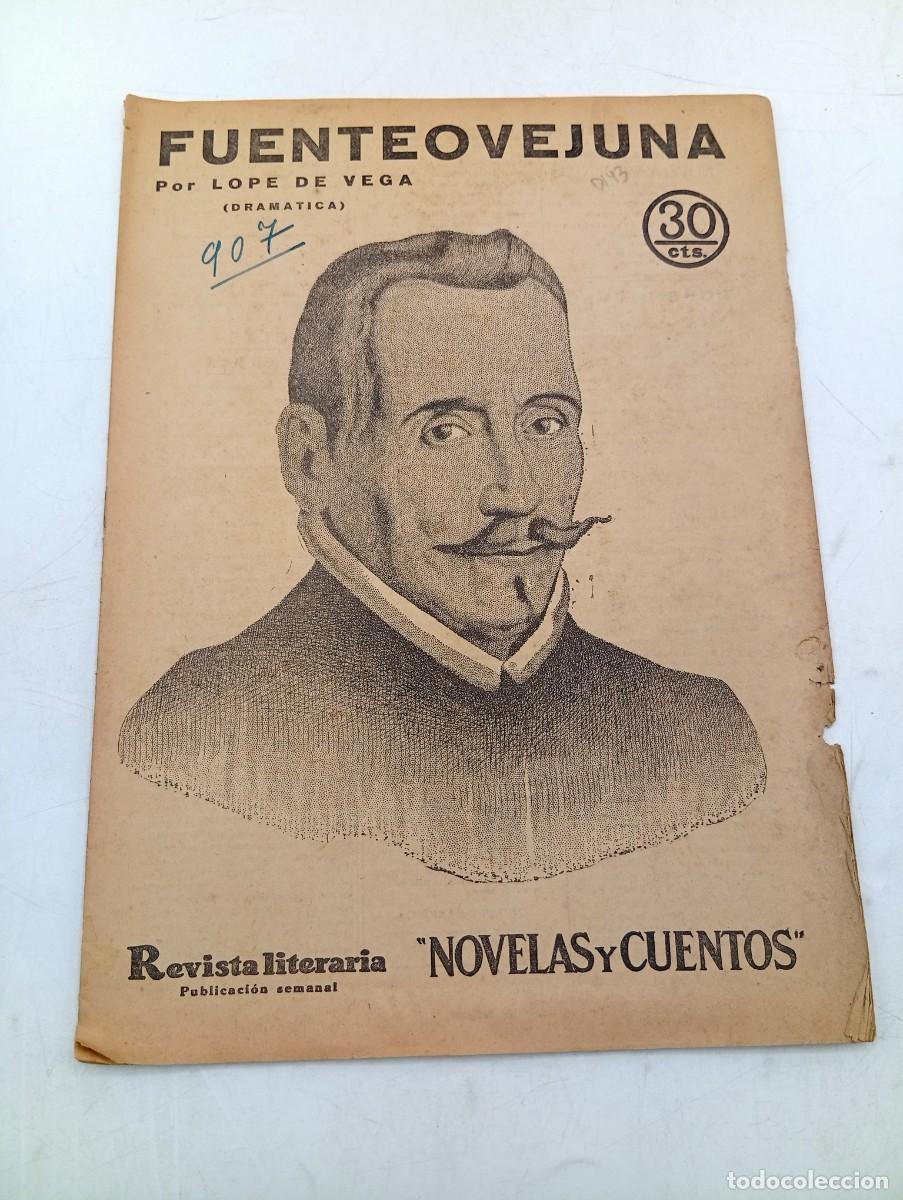 FUENTEOVEJUNA
Por LOPE DE VEGA
(DRAMATICA)
907
30
cts.
Revista literaria "NOVELAS Y CUENTOS"
Publicación semanal
todocoleccion